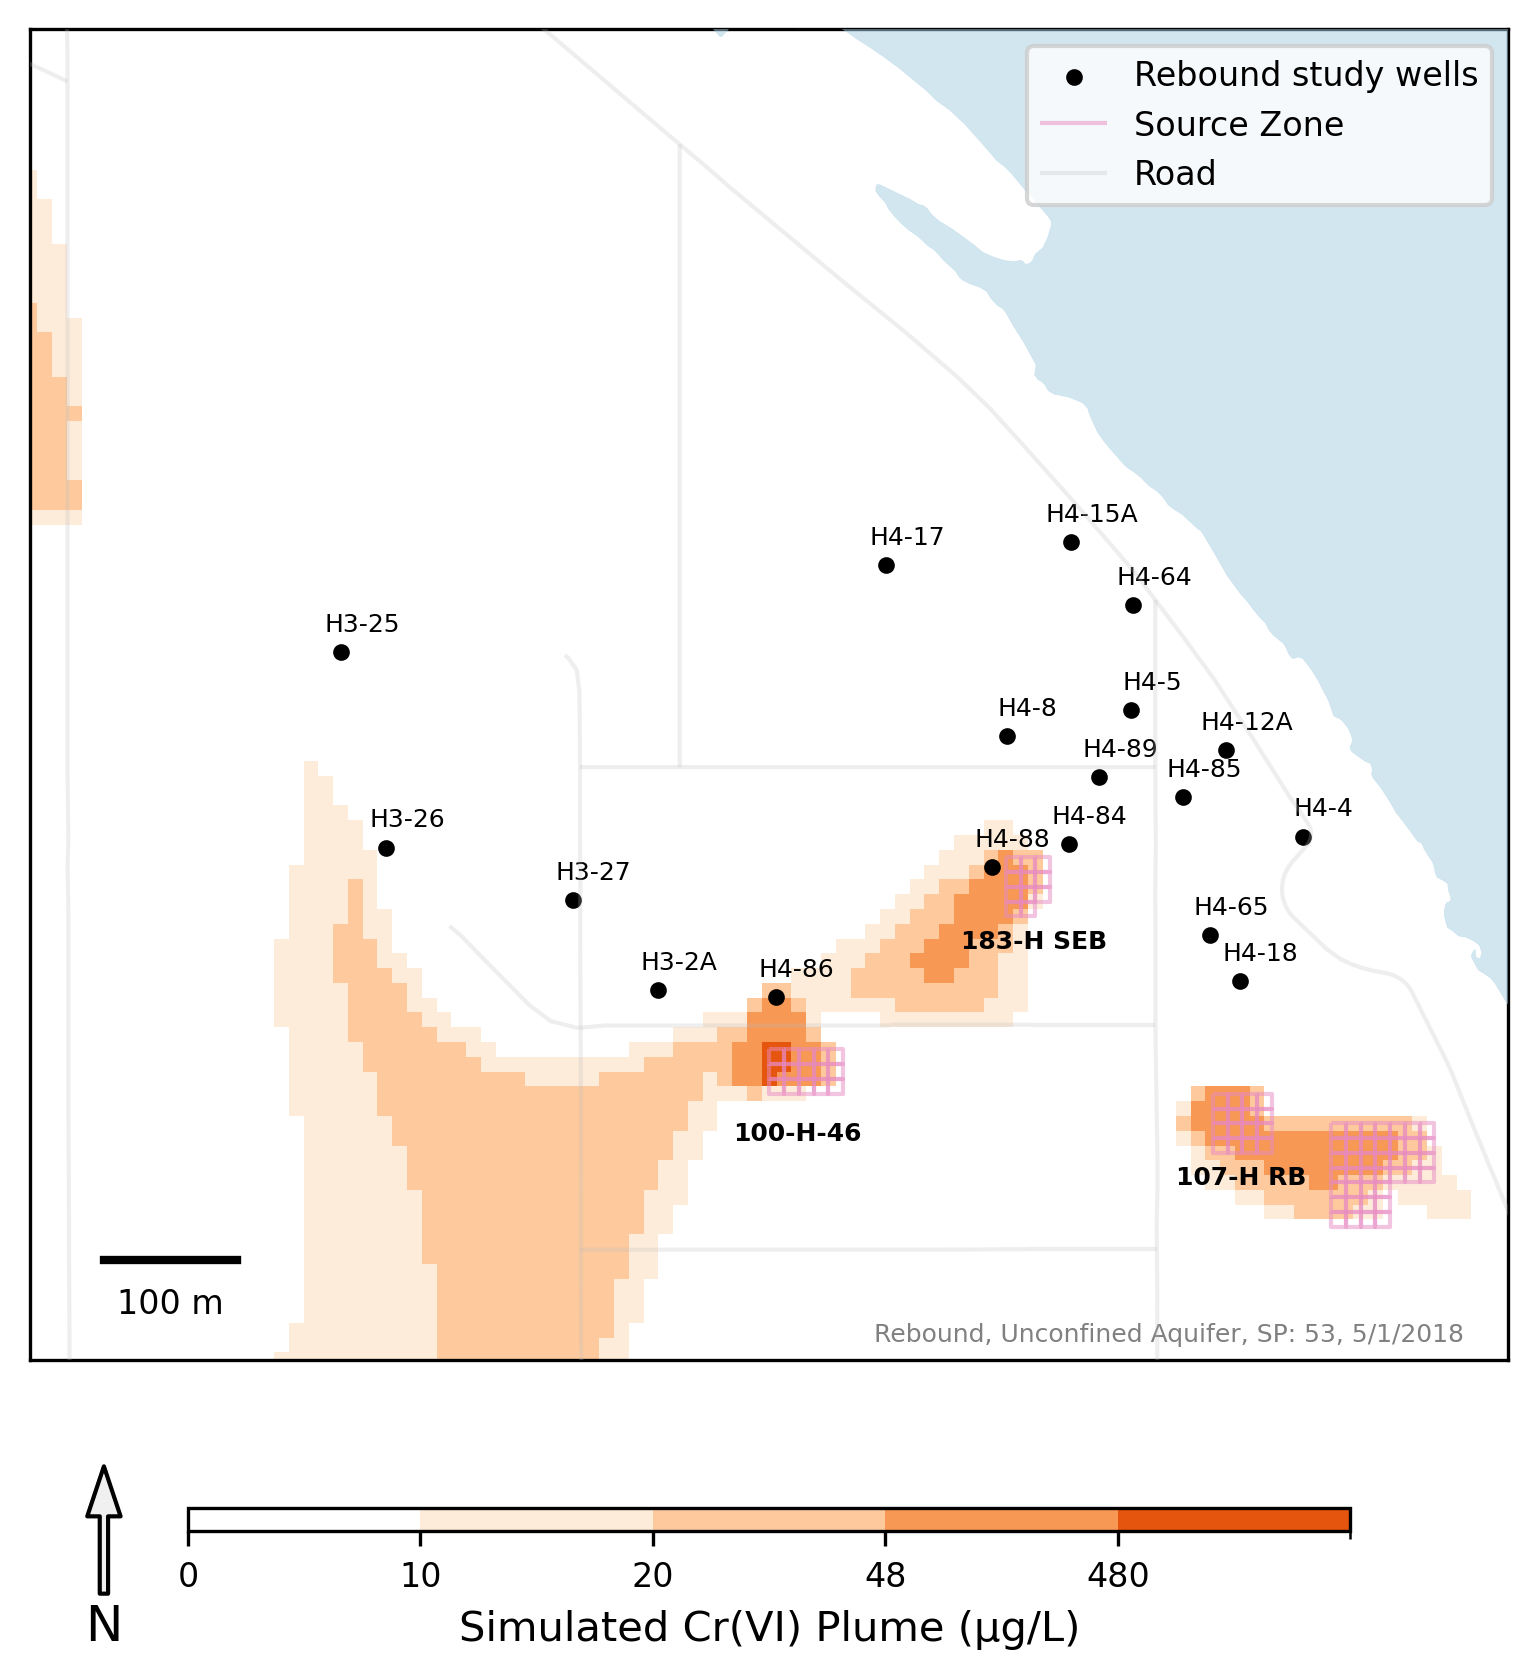 Rebound study wells
Source Zone
Road
H4-15A
H4-17
H4-64
H3-25
H4-5
H4-8
H4-12A
H4-89
H4-85
H4-4
H4-84
H3-26
H4-88
H3-27
H4-65
183-H SEB
H4-18
H3-2A
H4-86
100-H-46
107-H RB
100 m
Rebound, Unconfined Aquifer, SP: 53, 5/1/2018
0 10 20 48 480
N
Simulated Cr(VI) Plume (μg/L)